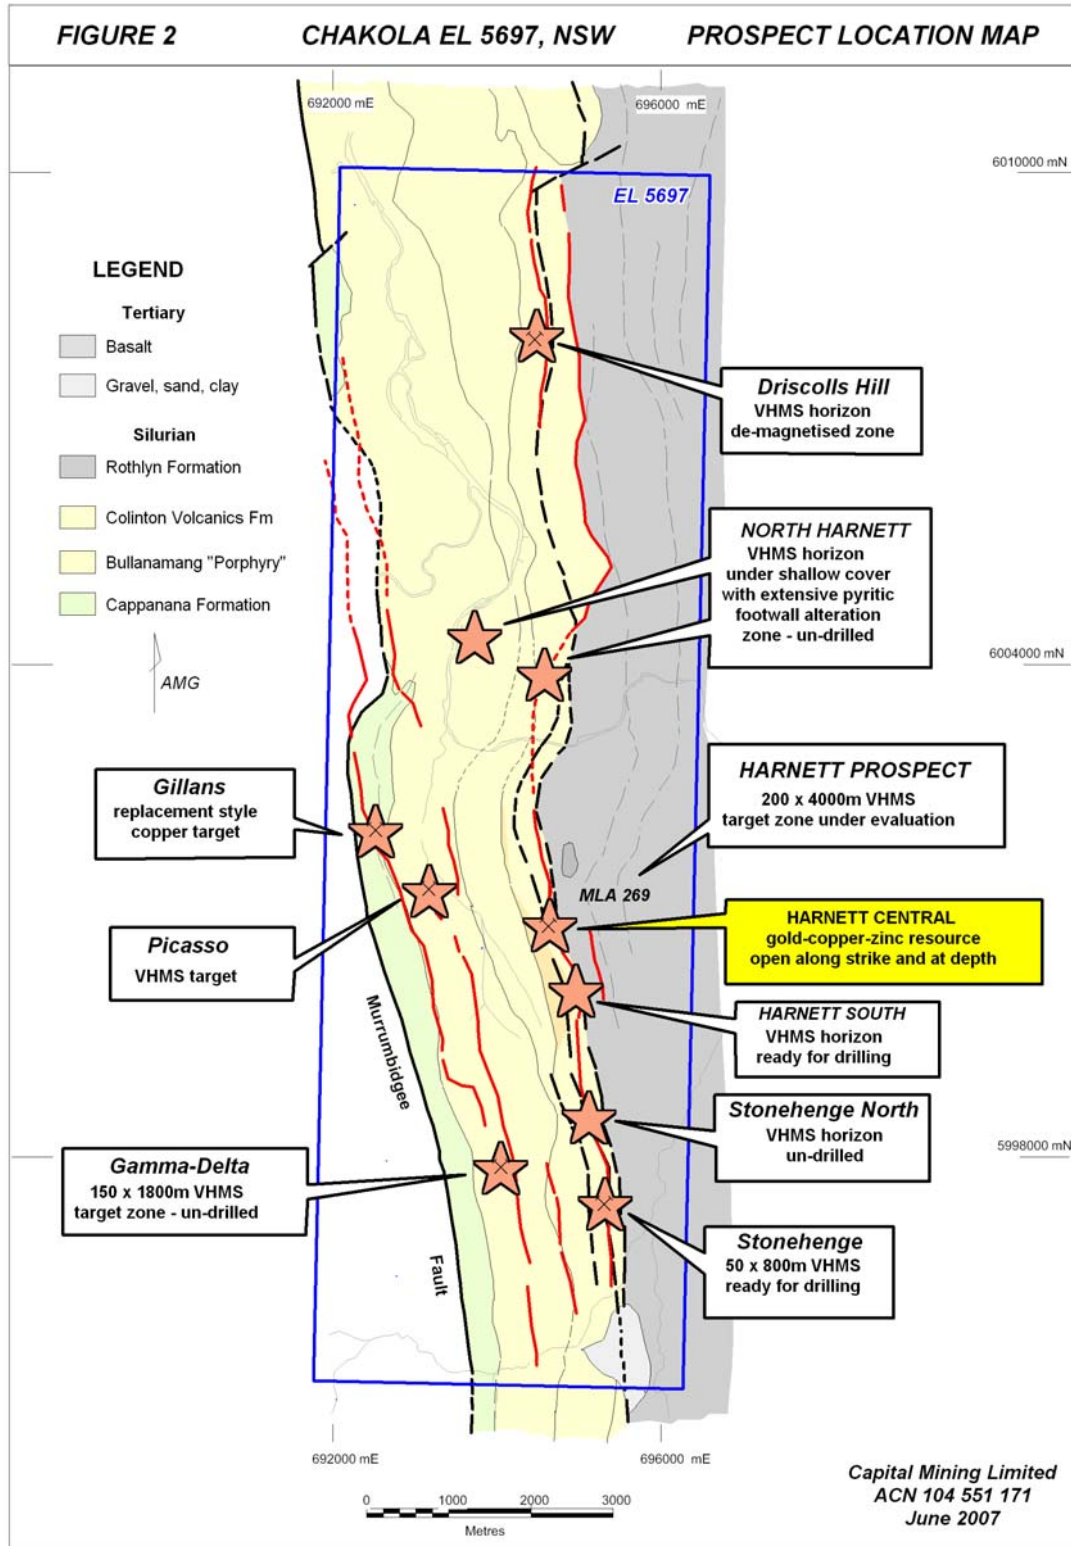 FIGURE 2 CHAKOLA EL 5697, NSW PROSPECT LOCATION MAP
692000 mE 696000 mE
6010000 mN
EL 5697
LEGEND
Tertiary
Basalt
Gravel, sand, clay
Silurian
Rothlyn Formation
Colinton Volcanics Fm
Bullanamang "Porphyry"
Cappanana Formation
AMG
Driscolls Hill
VHMS horizon
de-magnetised zone
NORTH HARNETT
VHMS horizon
under shallow cover
with extensive pyritic
footwall alteration
zone - un-drilled
6004000 mN
HARNETT PROSPECT
200 x 4000m VHMS
target zone under evaluation
Gillans
replacement style
copper target
MLA 269
HARNETT CENTRAL
gold-copper-zinc resource
open along strike and at depth
Picasso
VHMS target
HARNETT SOUTH
VHMS horizon
ready for drilling
Murrumbidgee
Fault
Stonehenge North
VHMS horizon
un-drilled
5998000 mN
Gamma-Delta
150 x 1800m VHMS
target zone - un-drilled
Stonehenge
50 x 800m VHMS
ready for drilling
692000 mE 696000 mE
0 1000 2000 3000
Metres
Capital Mining Limited
ACN 104 551 171
June 2007